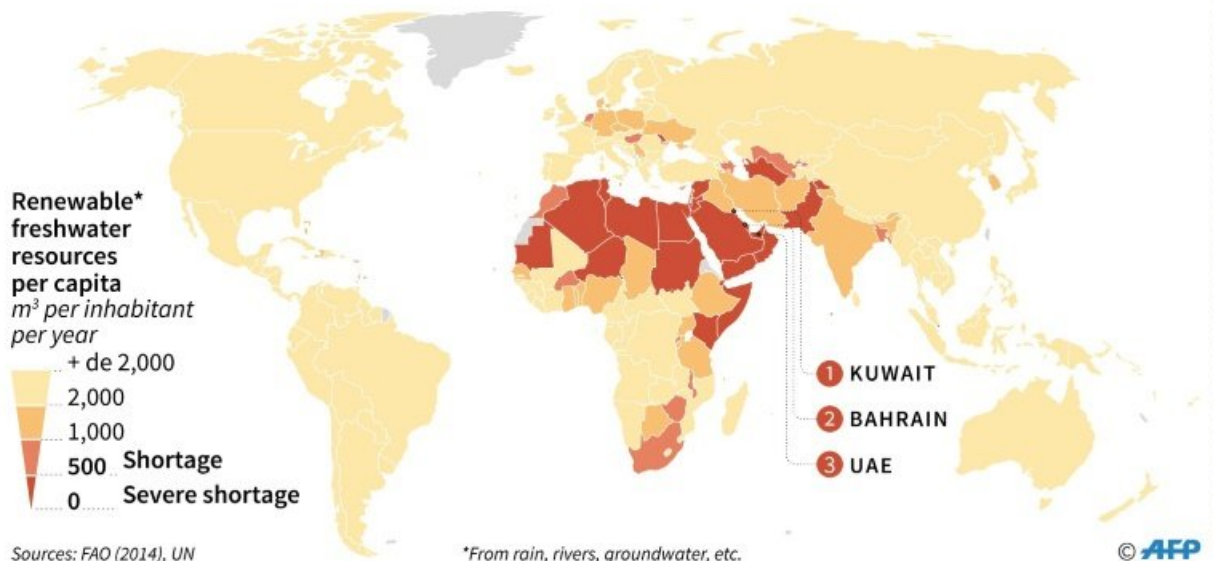 Renewable*
freshwater
resources
per capita
m³ per inhabitant
per year
+ de 2,000
2,000
1,000
500 Shortage
0 Severe shortage
1 KUWAIT
2 BAHRAIN
3 UAE
Sources: FAO (2014), UN
*From rain, rivers, groundwater, etc.
© AFP